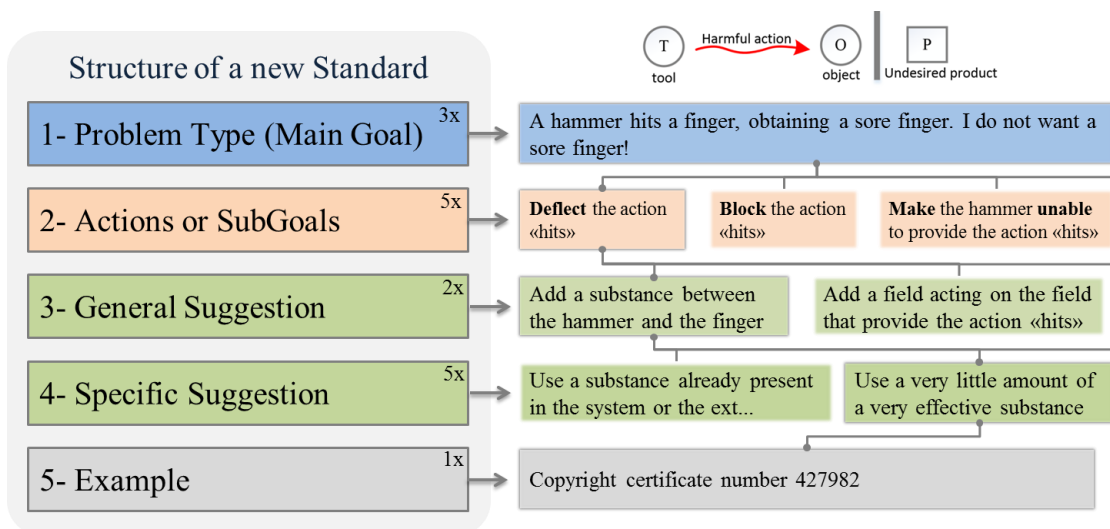 T
Harmful action
O
P
tool
object
Undesired product
Structure of a new Standard
1- Problem Type (Main Goal)
3x
A hammer hits a finger, obtaining a sore finger. I do not want a
sore finger!
2- Actions or SubGoals
5x
Deflect the action
«hits»
Block the action
«hits»
Make the hammer unable
to provide the action «hits»
3- General Suggestion
2x
Add a substance between
the hammer and the finger
Add a field acting on the field
that provide the action «hits»
4- Specific Suggestion
5x
Use a substance already present
in the system or the ext...
Use a very little amount of
a very effective substance
5- Example
1x
Copyright certificate number 427982